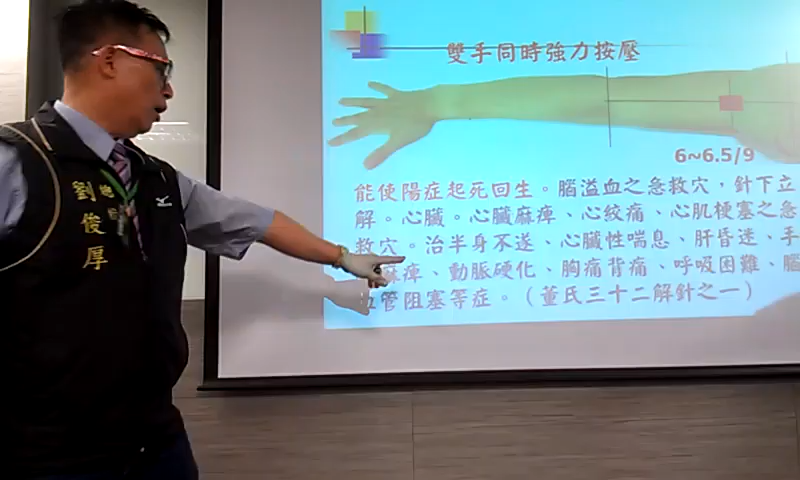 雙手同時強力按壓
6~6.5/9
能使陽症起死回生。腦溢血之急救穴,針下立
解。心臟。心臟麻痺、心絞痛、心肌梗塞之急
救穴。治半身不遂、心臟性喘息、肝昏迷、手
麻痺、動脈硬化、胸痛背痛、呼吸困難、腦
血管阻塞等症。(董氏三十二解針之一)
劉俊厚
MIZUNO